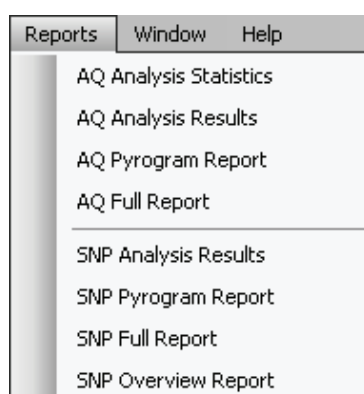 Reports Window Help
AQ Analysis Statistics
AQ Analysis Results
AQ Pyrogram Report
AQ Full Report
SNP Analysis Results
SNP Pyrogram Report
SNP Full Report
SNP Overview Report